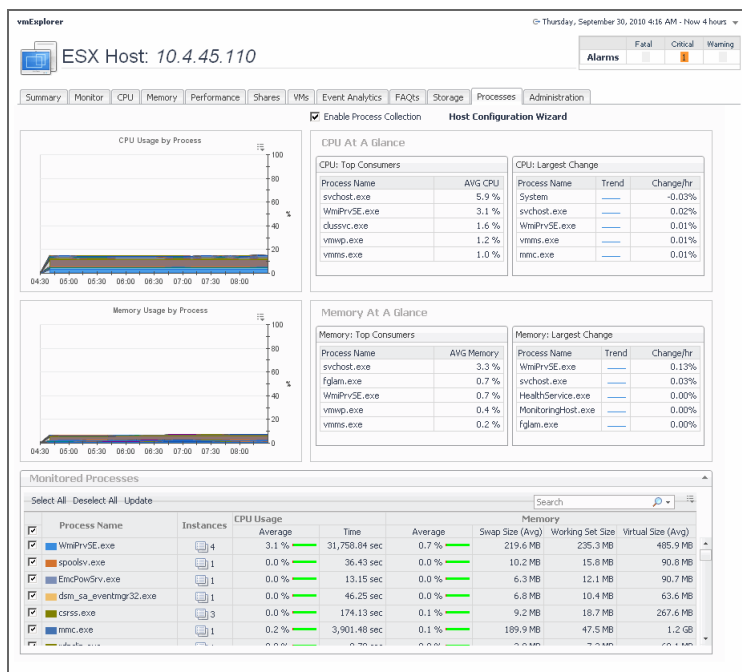 vmExplorer
Thursday, September 30, 2010 4:16 AM - Now 4 hours
ESX Host: 10.4.45.110
Fatal Critical Warning
Alarms 1
Summary Monitor CPU Memory Performance Shares VMs Event Analytics FAQts Storage Processes Administration
Enable Process Collection Host Configuration Wizard
CPU Usage by Process
100
80
60
40
20
0
%
04:30 05:00 05:30 06:00 06:30 07:00 07:30 08:00
CPU At A Glance
CPU: Top Consumers
Process Name AVG CPU
svchost.exe 5.9 %
WmiPrvSE.exe 3.1 %
clussvc.exe 1.6 %
vmwp.exe 1.2 %
vmms.exe 1.0 %
CPU: Largest Change
Process Name Trend Change/hr
System -0.03%
svchost.exe 0.02%
WmiPrvSE.exe 0.01%
vmms.exe 0.01%
mmc.exe 0.01%
Memory Usage by Process
100
80
60
40
20
0
%
04:30 05:00 05:30 06:00 06:30 07:00 07:30 08:00
Memory At A Glance
Memory: Top Consumers
Process Name AVG Memory
svchost.exe 3.3 %
fglam.exe 0.7 %
WmiPrvSE.exe 0.7 %
vmwp.exe 0.4 %
vmms.exe 0.2 %
Memory: Largest Change
Process Name Trend Change/hr
WmiPrvSE.exe 0.13%
svchost.exe 0.03%
HealthService.exe 0.00%
MonitoringHost.exe 0.00%
fglam.exe 0.00%
Monitored Processes
Select All Deselect All Update
Search
Process Name Instances CPU Usage Memory
Average Time Average Swap Size (Avg) Working Set Size Virtual Size (Avg)
WmiPrvSE.exe 4 3.1 % 31,758.84 sec 0.7 % 219.6 MB 235.3 MB 485.9 MB
spoolsv.exe 1 0.0 % 36.43 sec 0.0 % 10.2 MB 15.8 MB 90.8 MB
EmcPowSrv.exe 1 0.0 % 13.15 sec 0.0 % 6.3 MB 12.1 MB 90.7 MB
dsm_sa_eventmgr32.exe 1 0.0 % 46.25 sec 0.0 % 6.8 MB 10.4 MB 63.6 MB
csrss.exe 3 0.0 % 174.13 sec 0.1 % 9.2 MB 18.7 MB 267.6 MB
mmc.exe 1 0.2 % 3,901.48 sec 0.1 % 189.9 MB 47.5 MB 1.2 GB